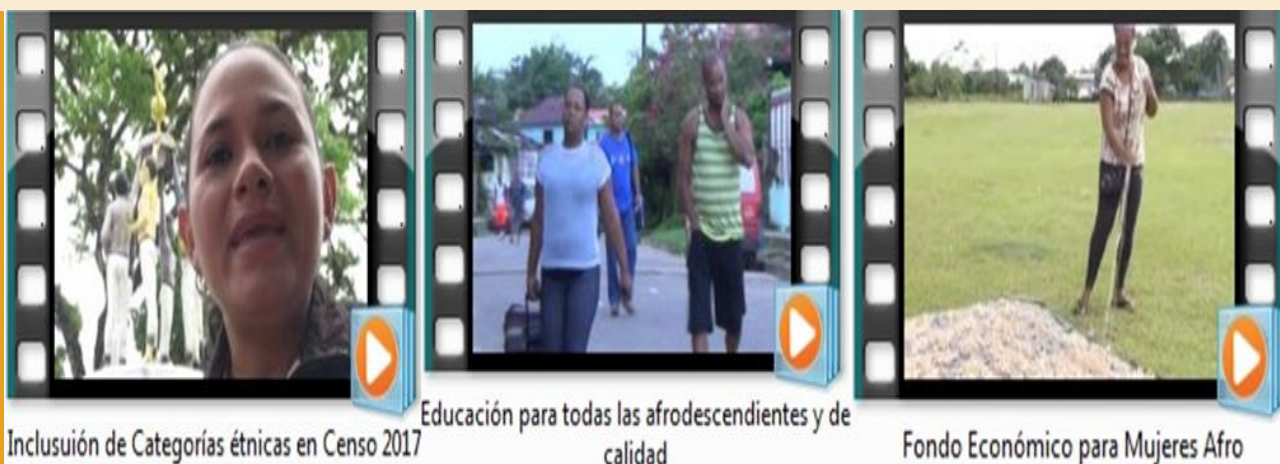 Inclusuión de Categorías étnicas en Censo 2017
Educación para todas las afrodescendientes y de
calidad
Fondo Económico para Mujeres Afro